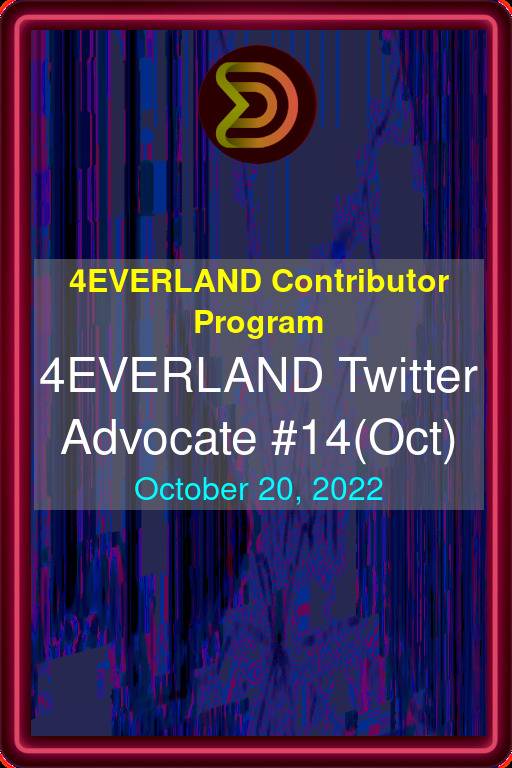 4EVERLAND Contributor
Program
4EVERLAND Twitter
Advocate #14(Oct)
October 20, 2022